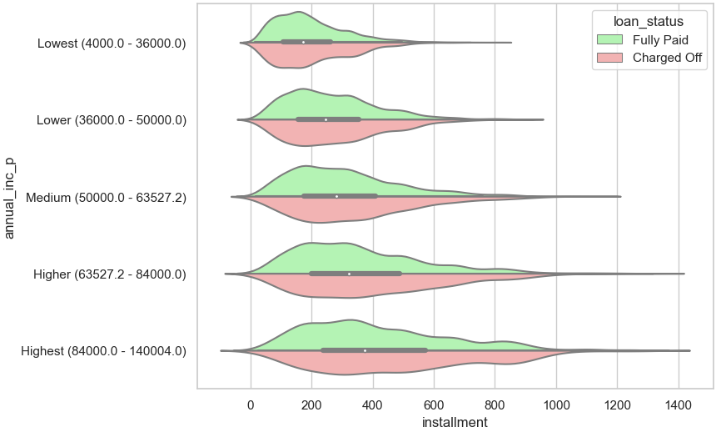 loan_status
Fully Paid
Charged Off
annual_inc_p
Lowest (4000.0 - 36000.0)
Lower (36000.0 - 50000.0)
Medium (50000.0 - 63527.2)
Higher (63527.2 - 84000.0)
Highest (84000.0 - 140004.0)
0 200 400 600 800 1000 1200 1400
installment